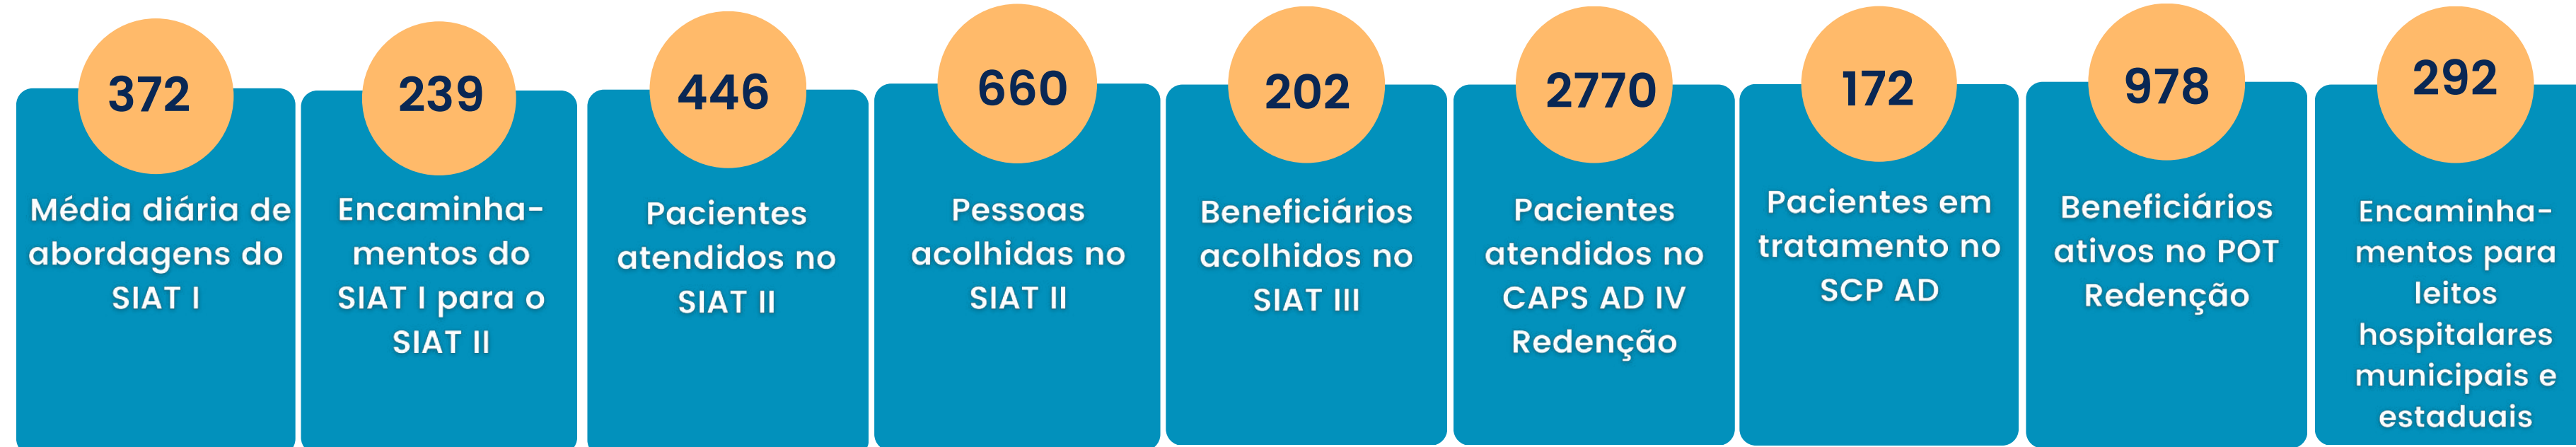 372
Média diária de
abordagens do
SIAT I
239
Encaminha-
mentos do
SIAT I para o
SIAT II
446
Pacientes
atendidos no
SIAT II
660
Pessoas
acolhidas no
SIAT II
202
Beneficiários
acolhidos no
SIAT III
2770
Pacientes
atendidos no
CAPS AD IV
Redenção
172
Pacientes em
tratamento no
SCP AD
978
Beneficiários
ativos no POT
Redenção
292
Encaminha-
mentos para
leitos
hospitalares
municipais e
estaduais